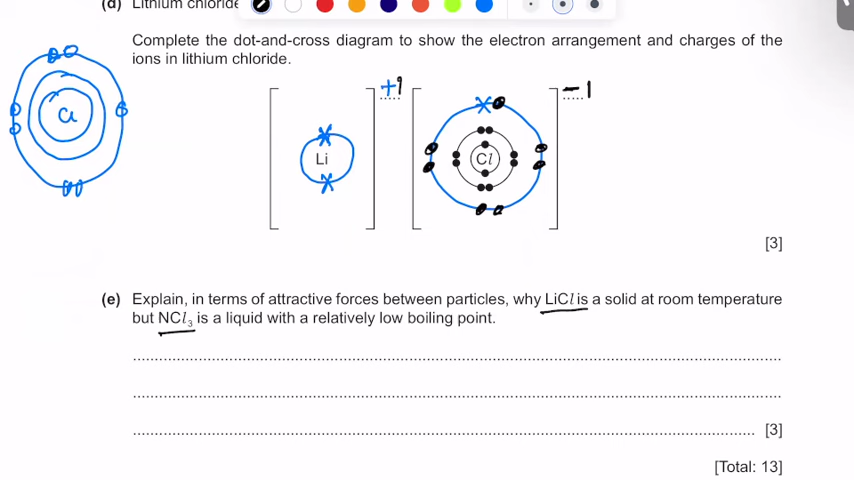 (d) Lithium chloride
Complete the dot-and-cross diagram to show the electron arrangement and charges of the
ions in lithium chloride.
Cl
Li
+1
Cl
-1
[3]
(e) Explain, in terms of attractive forces between particles, why LiCl is a solid at room temperature
but NCl₃ is a liquid with a relatively low boiling point.
[3]
[Total: 13]